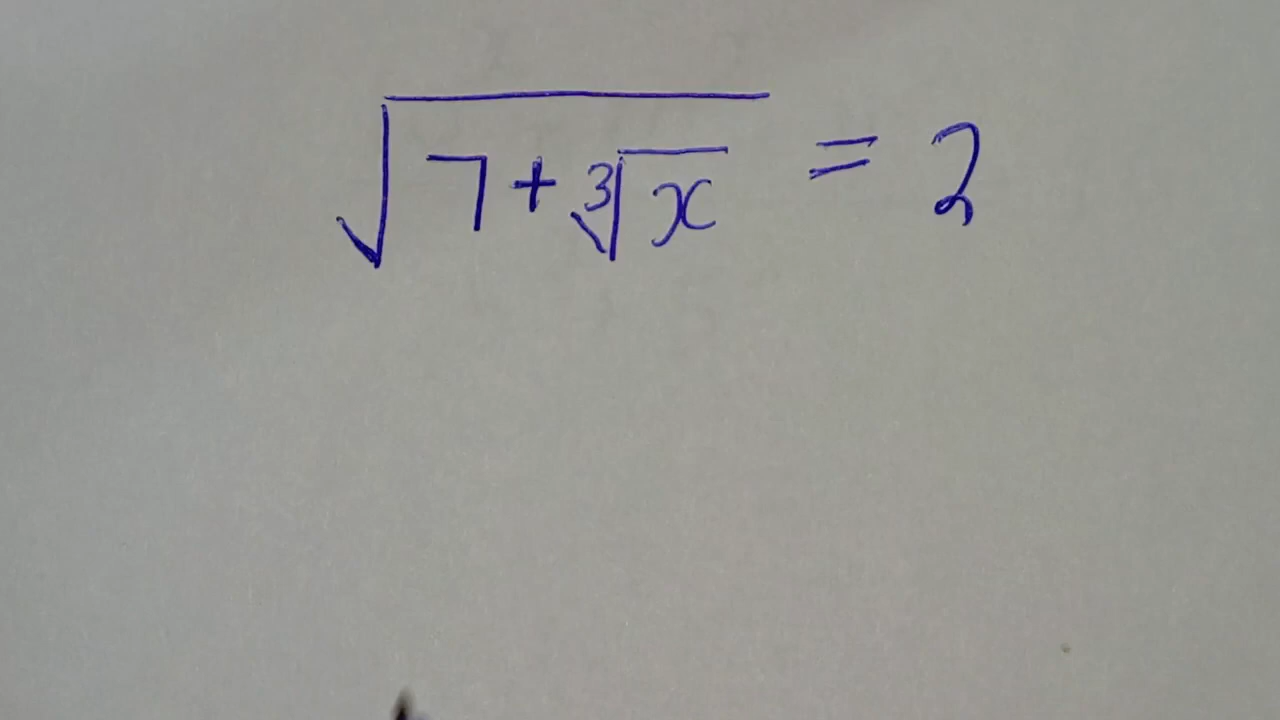 √(7 + ∛x) = 2